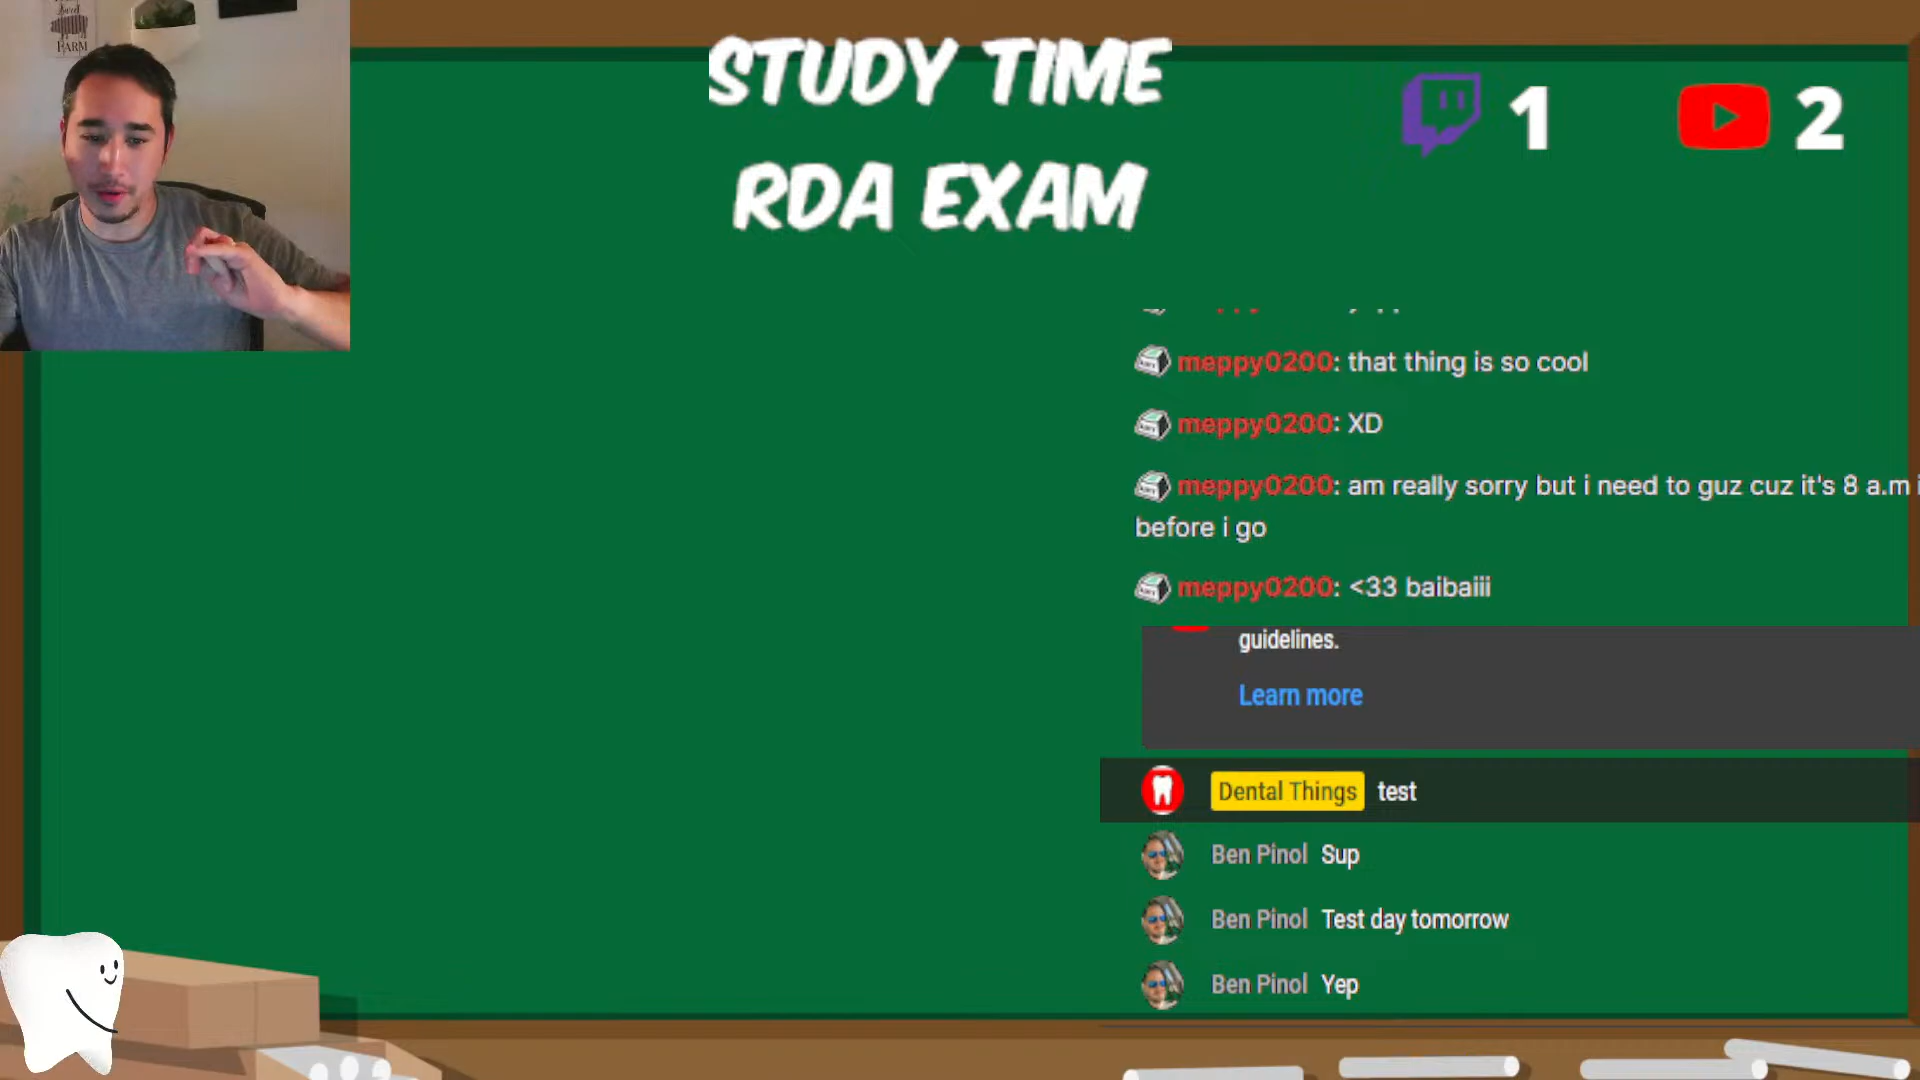 FARM
STUDY TIME
RDA EXAM
1
2
meppy0200: that thing is so cool
meppy0200: XD
meppy0200: am really sorry but i need to guz cuz it's 8 a.m
before i go
meppy0200: <33 baibaiii
guidelines.
Learn more
Dental Things test
Ben Pinol Sup
Ben Pinol Test day tomorrow
Ben Pinol Yep